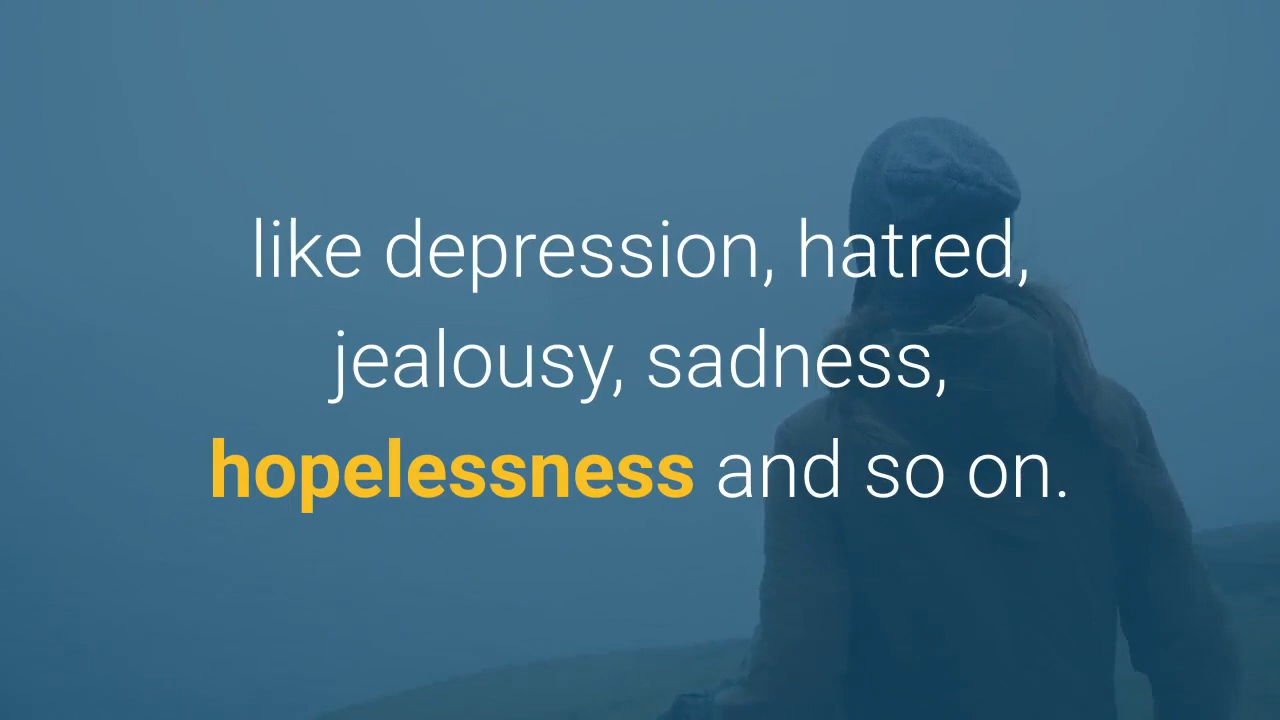 like depression, hatred,
jealousy, sadness,
hopelessness and so on.